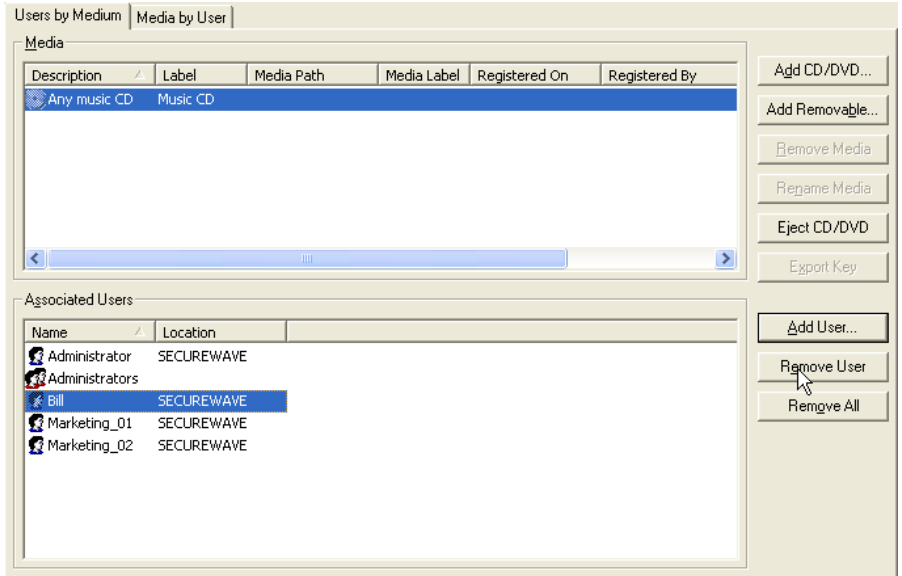 Users by Medium Media by User
Media
Description Label Media Path Media Label Registered On Registered By
Any music CD Music CD
Add CD/DVD...
Add Removable...
Remove Media
Rename Media
Eject CD/DVD
Export Key
Associated Users
Name Location
Administrator SECUREWAVE
Administrators
Bill SECUREWAVE
Marketing_01 SECUREWAVE
Marketing_02 SECUREWAVE
Add User...
Remove User
Remove All